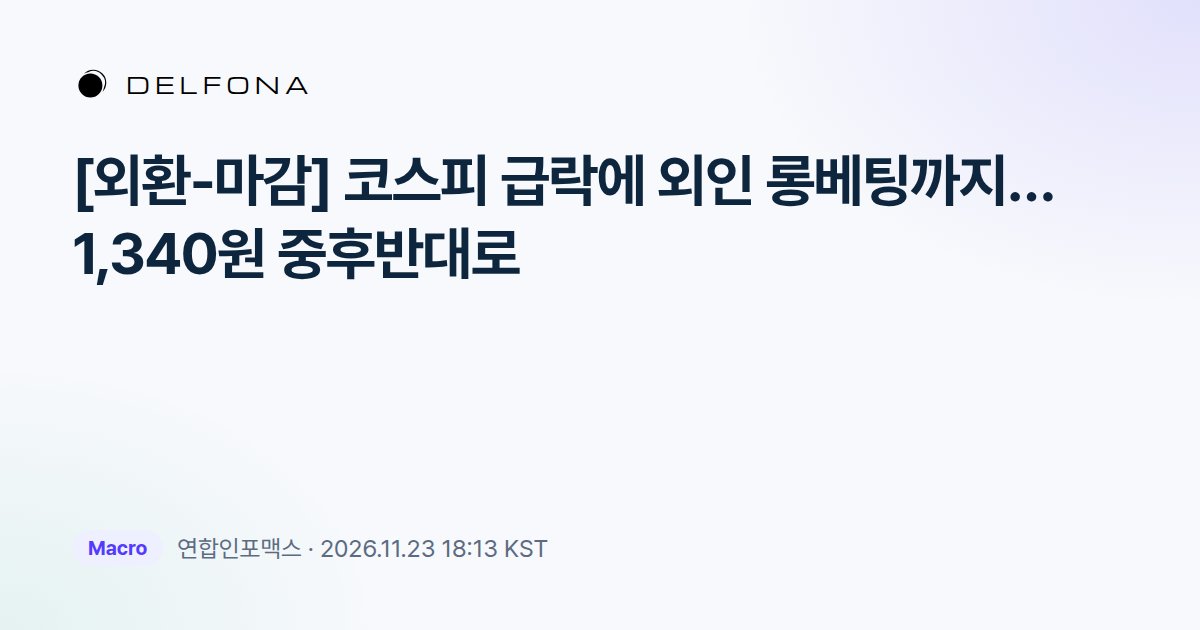 DELFONA
[외환-마감] 코스피 급락에 외인 롱베팅까지…
1,340원 중후반대로
Macro 연합인포맥스 · 2026.11.23 18:13 KST